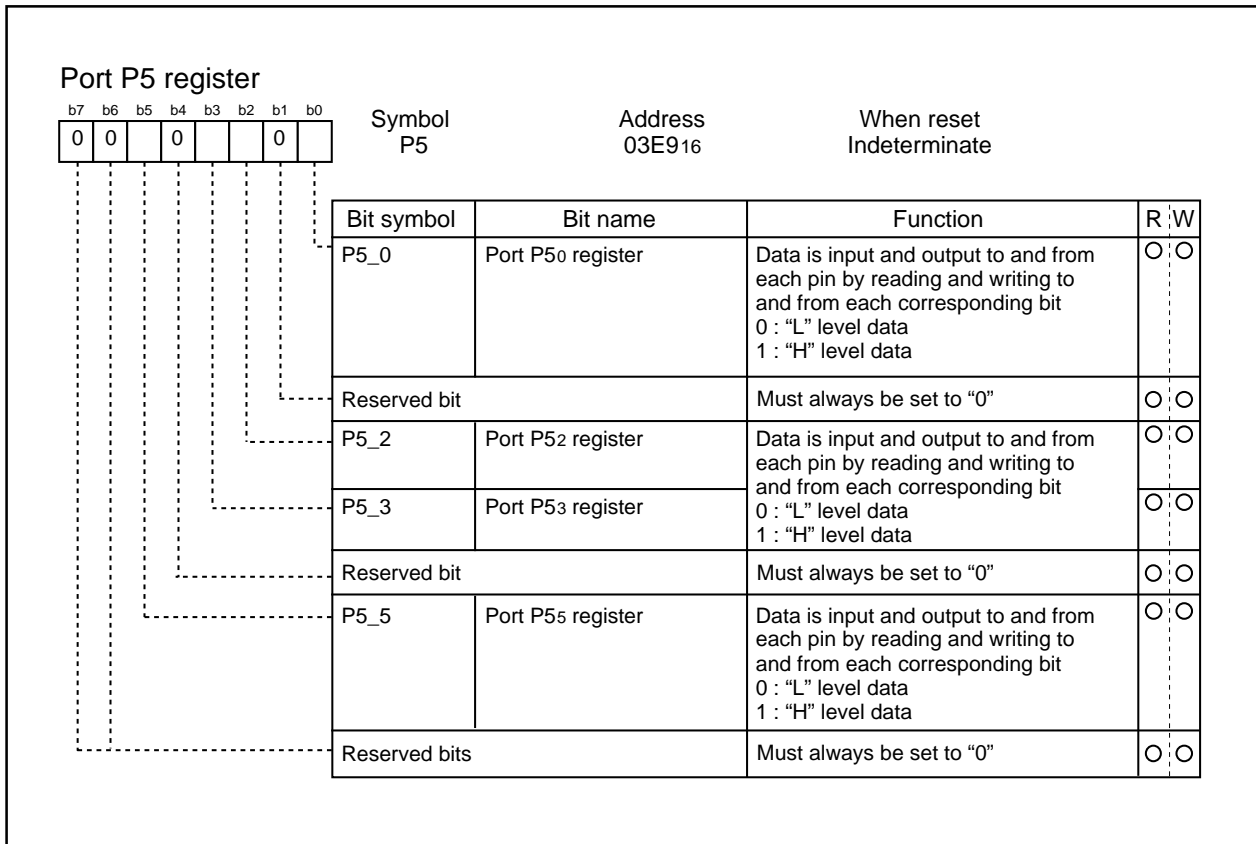 Port P5 register
b7 b6 b5 b4 b3 b2 b1 b0
0 0 0 0
Symbol Address When reset
P5 03E916 Indeterminate
Bit symbol Bit name Function R W
P5_0 Port P50 register Data is input and output to and from
each pin by reading and writing to
and from each corresponding bit
0 : “L” level data
1 : “H” level data
Reserved bit Must always be set to “0”
P5_2 Port P52 register Data is input and output to and from
each pin by reading and writing to
and from each corresponding bit
P5_3 Port P53 register 0 : “L” level data
1 : “H” level data
Reserved bit Must always be set to “0”
P5_5 Port P55 register Data is input and output to and from
each pin by reading and writing to
and from each corresponding bit
0 : “L” level data
1 : “H” level data
Reserved bits Must always be set to “0”